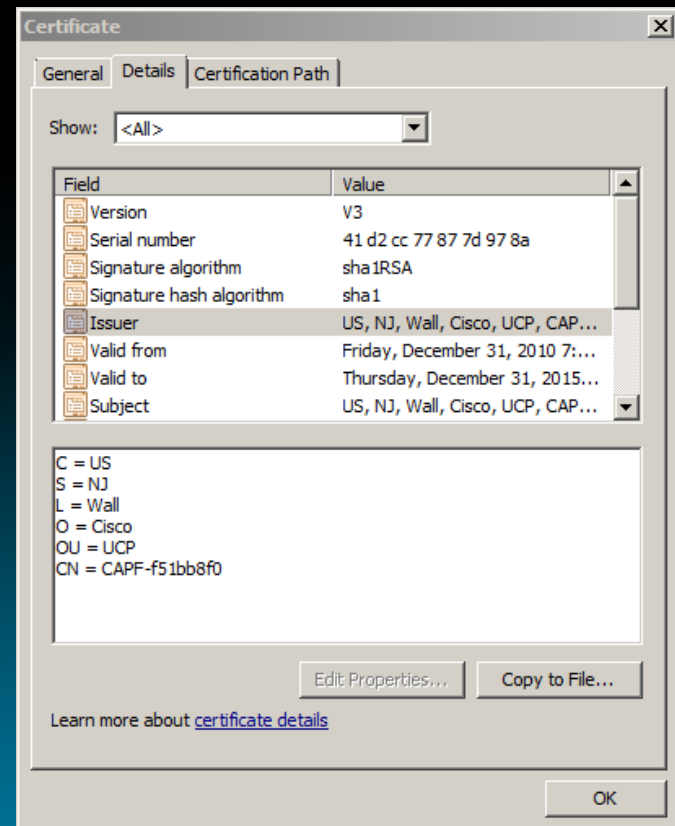 Certificate
General Details Certification Path
Show: <All>
Field Value
Version V3
Serial number 41 d2 cc 77 87 7d 97 8a
Signature algorithm sha1RSA
Signature hash algorithm sha1
Issuer US, NJ, Wall, Cisco, UCP, CAP...
Valid from Friday, December 31, 2010 7:...
Valid to Thursday, December 31, 2015...
Subject US, NJ, Wall, Cisco, UCP, CAP...
C = US
S = NJ
L = Wall
O = Cisco
OU = UCP
CN = CAPF-f51bb8f0
Edit Properties... Copy to File...
Learn more about certificate details
OK